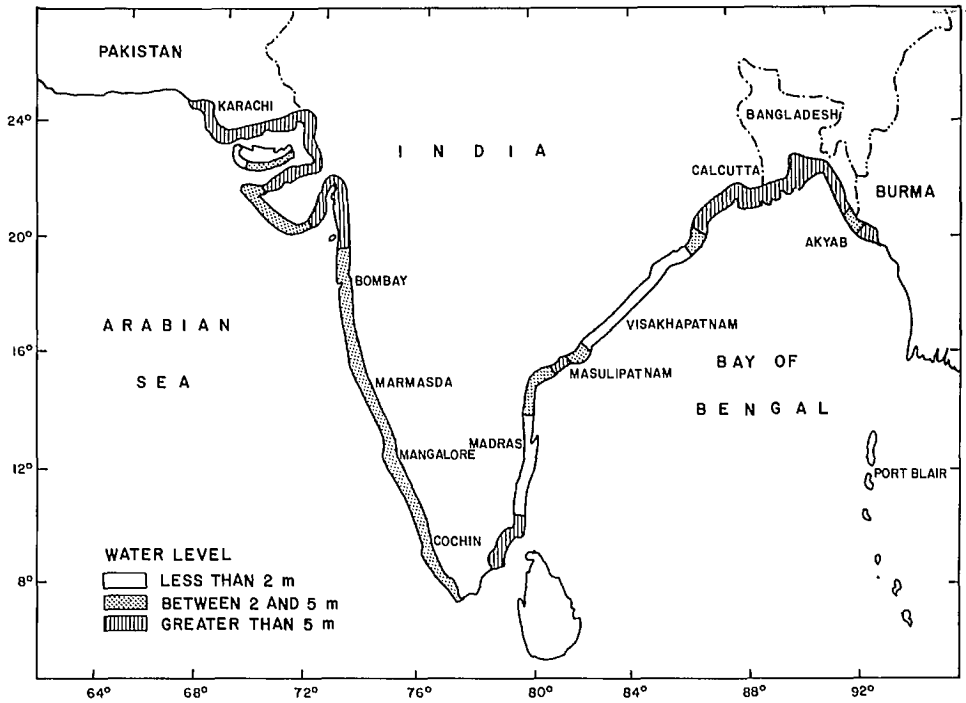 PAKISTAN
KARACHI
24°
INDIA
BANGLADESH
CALCUTTA
BURMA
20°
AKYAB
BOMBAY
ARABIAN
SEA
VISAKHAPATNAM
16°
BAY OF
BENGAL
MASULIPATNAM
MARMASDA
MADRAS
MANGALORE
12°
PORT BLAIR
COCHIN
WATER LEVEL
8°
LESS THAN 2 m
BETWEEN 2 AND 5 m
GREATER THAN 5 m
64° 68° 72° 76° 80° 84° 88° 92°